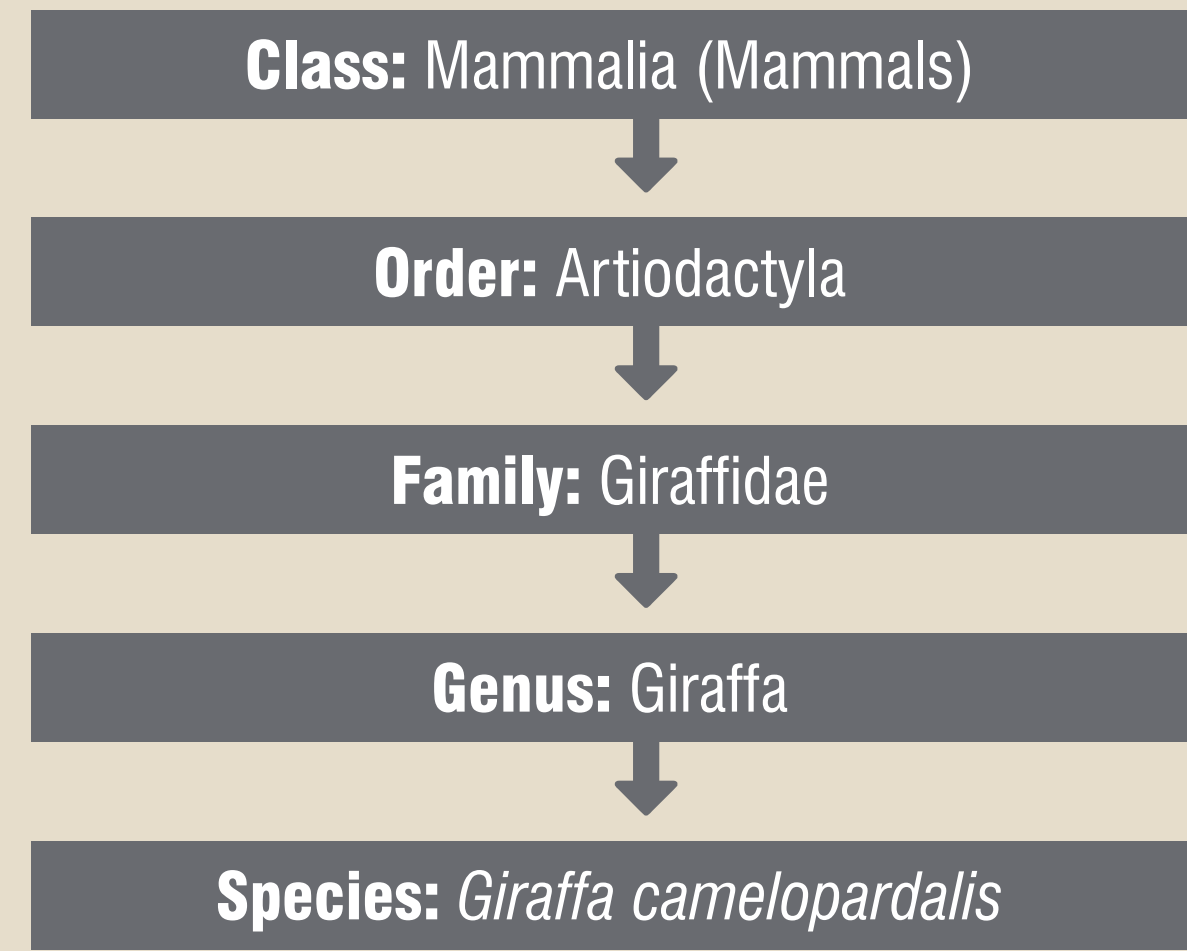 Class: Mammalia (Mammals)
Order: Artiodactyla
Family: Giraffidae
Genus: Giraffa
Species: Giraffa camelopardalis